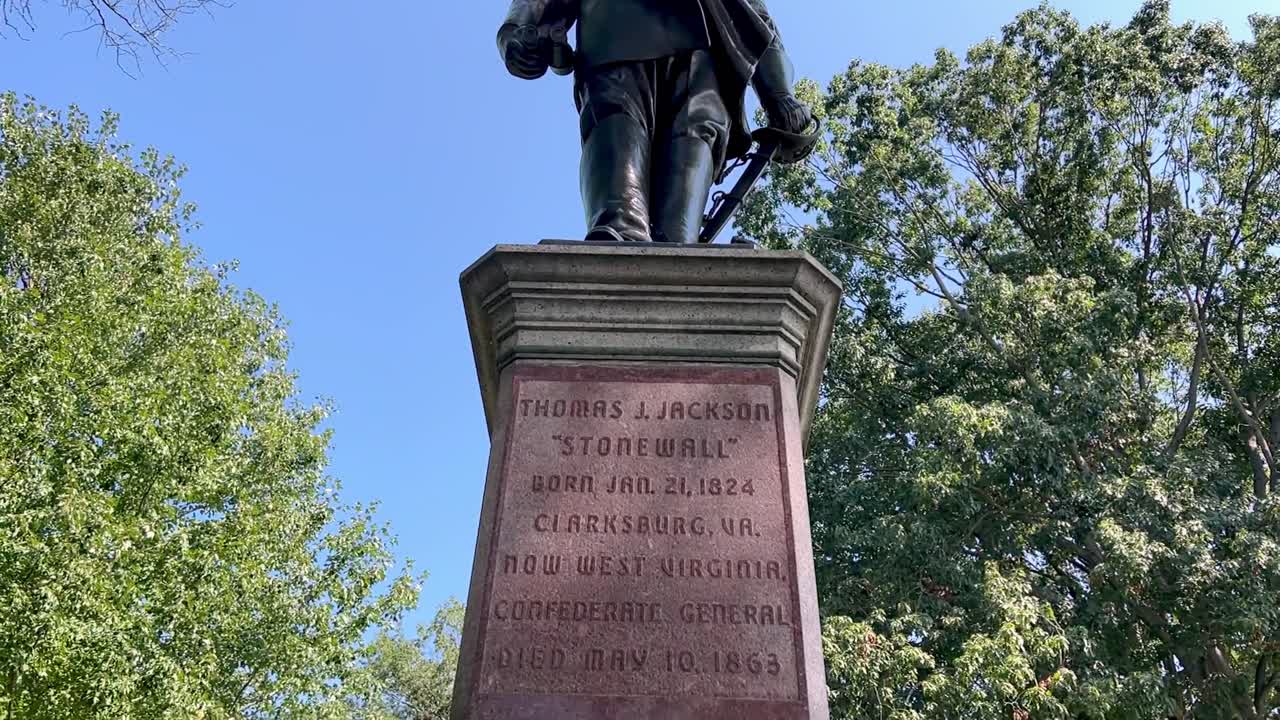 THOMAS J. JACKSON
"STONEWALL"
BORN JAN. 21, 1824
CLARKSBURG, VA.
NOW WEST VIRGINIA.
CONFEDERATE GENERAL
DIED MAY 10, 1863